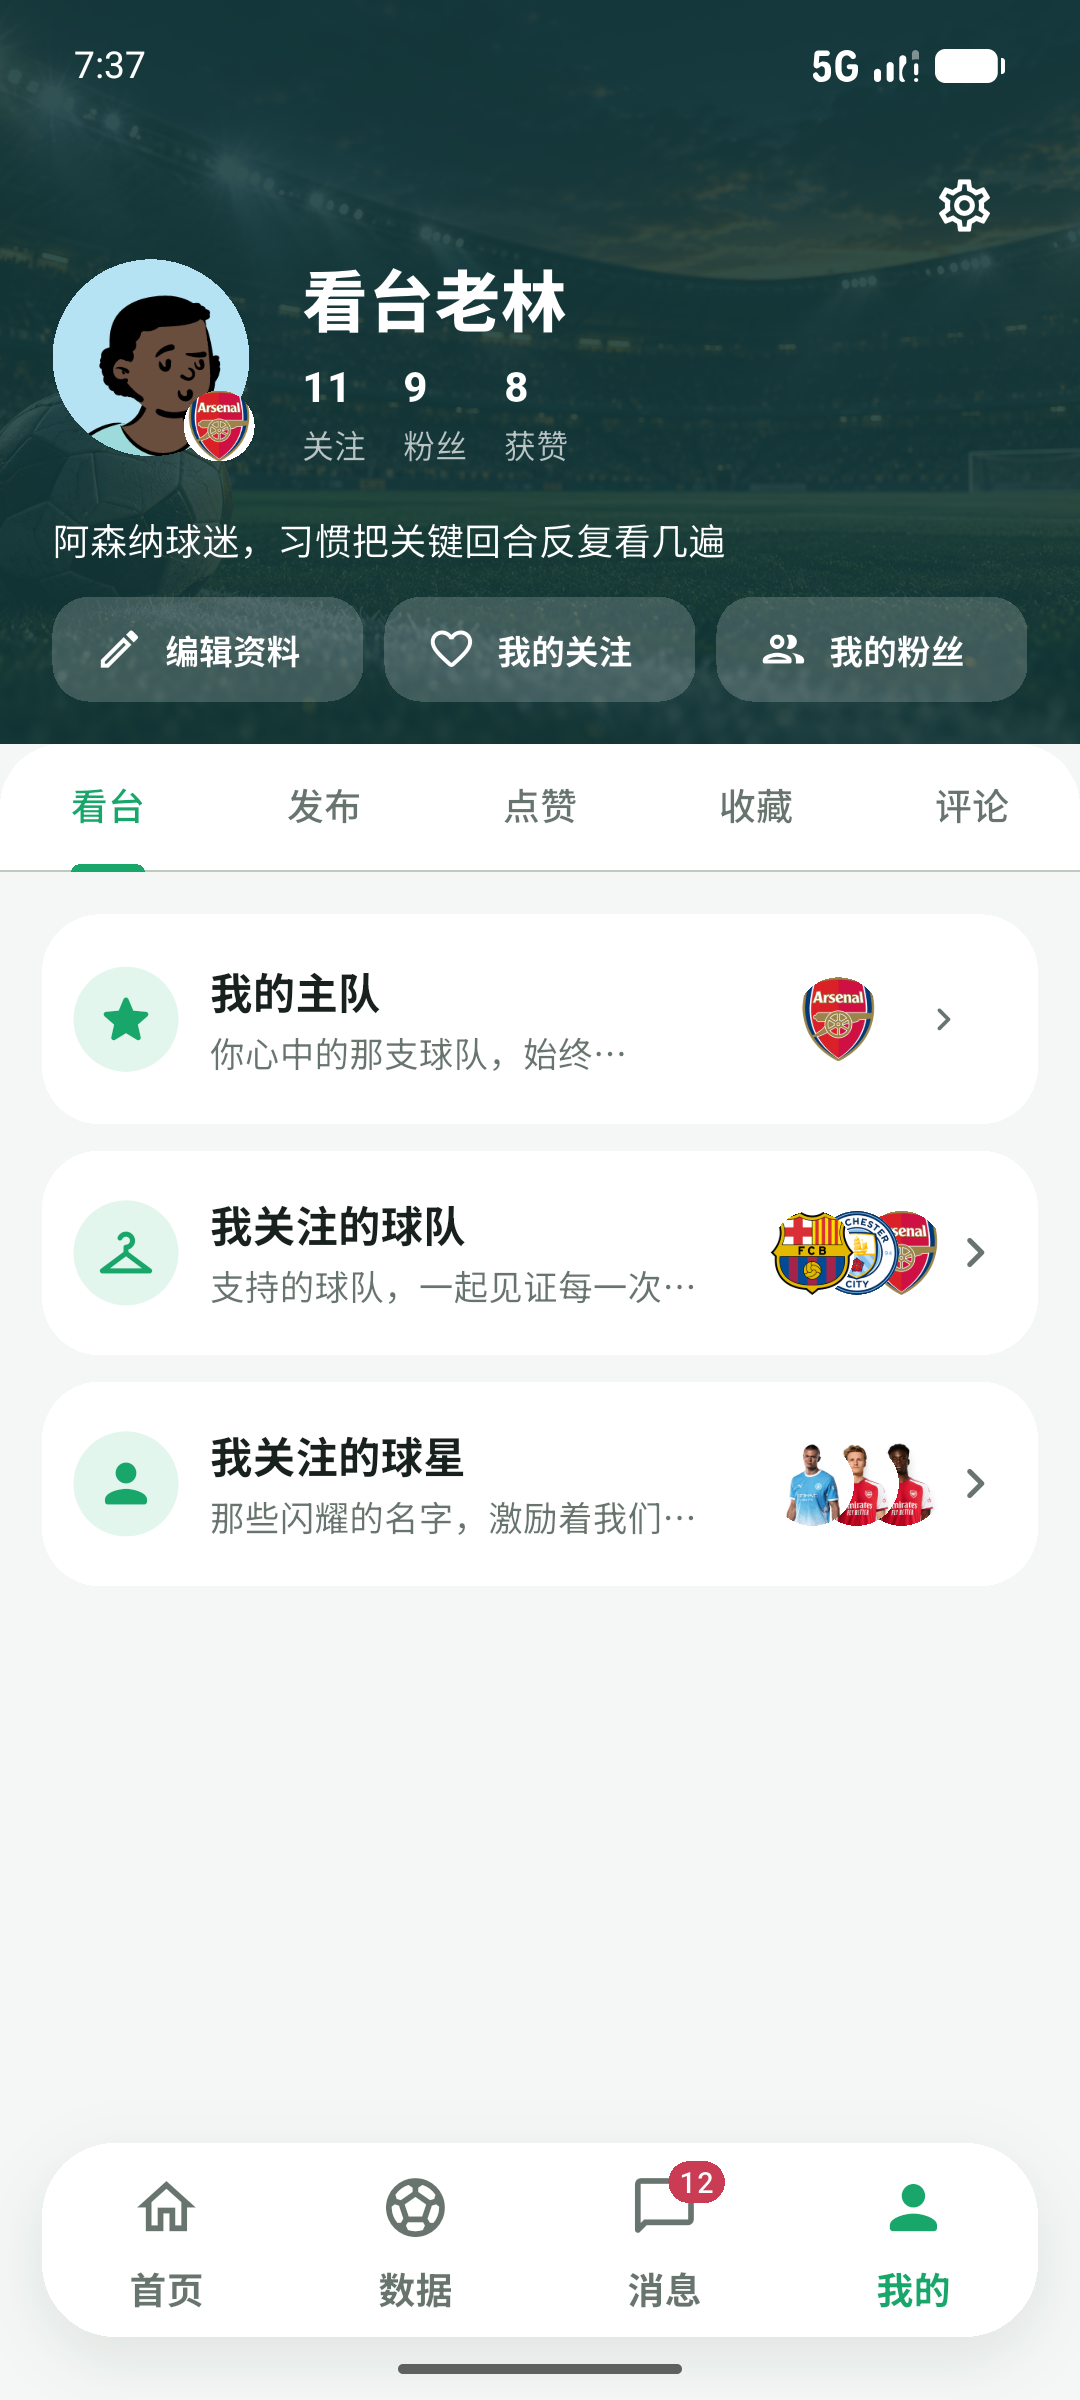 7:37
5G
看台老林
11 9 8
关注 粉丝 获赞
Arsenal
阿森纳球迷，习惯把关键回合反复看几遍
编辑资料 我的关注 我的粉丝
看台 发布 点赞 收藏 评论
我的主队
你心中的那支球队，始终…
Arsenal
我关注的球队
支持的球队，一起见证每一次…
FCB
CHESTER
CITY
senal
我关注的球星
那些闪耀的名字，激励着我们…
12
首页 数据 消息 我的